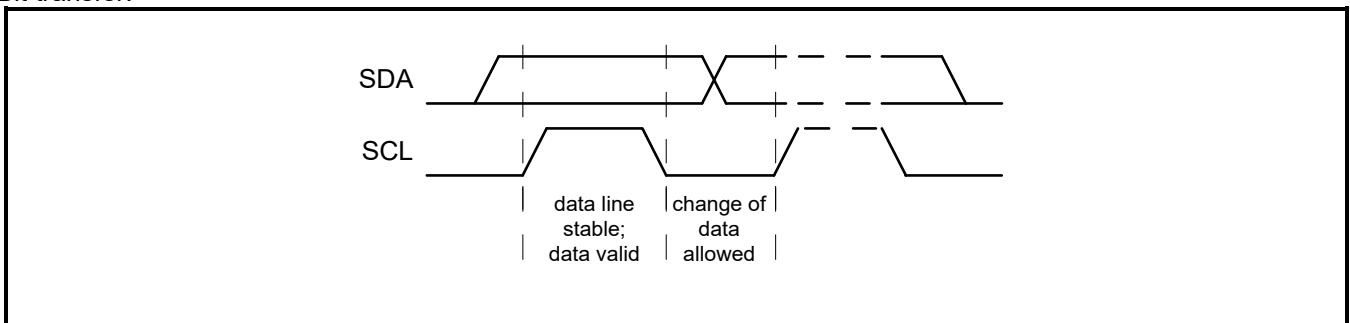 SDA
SCL
data line
stable;
data valid
change of
data
allowed